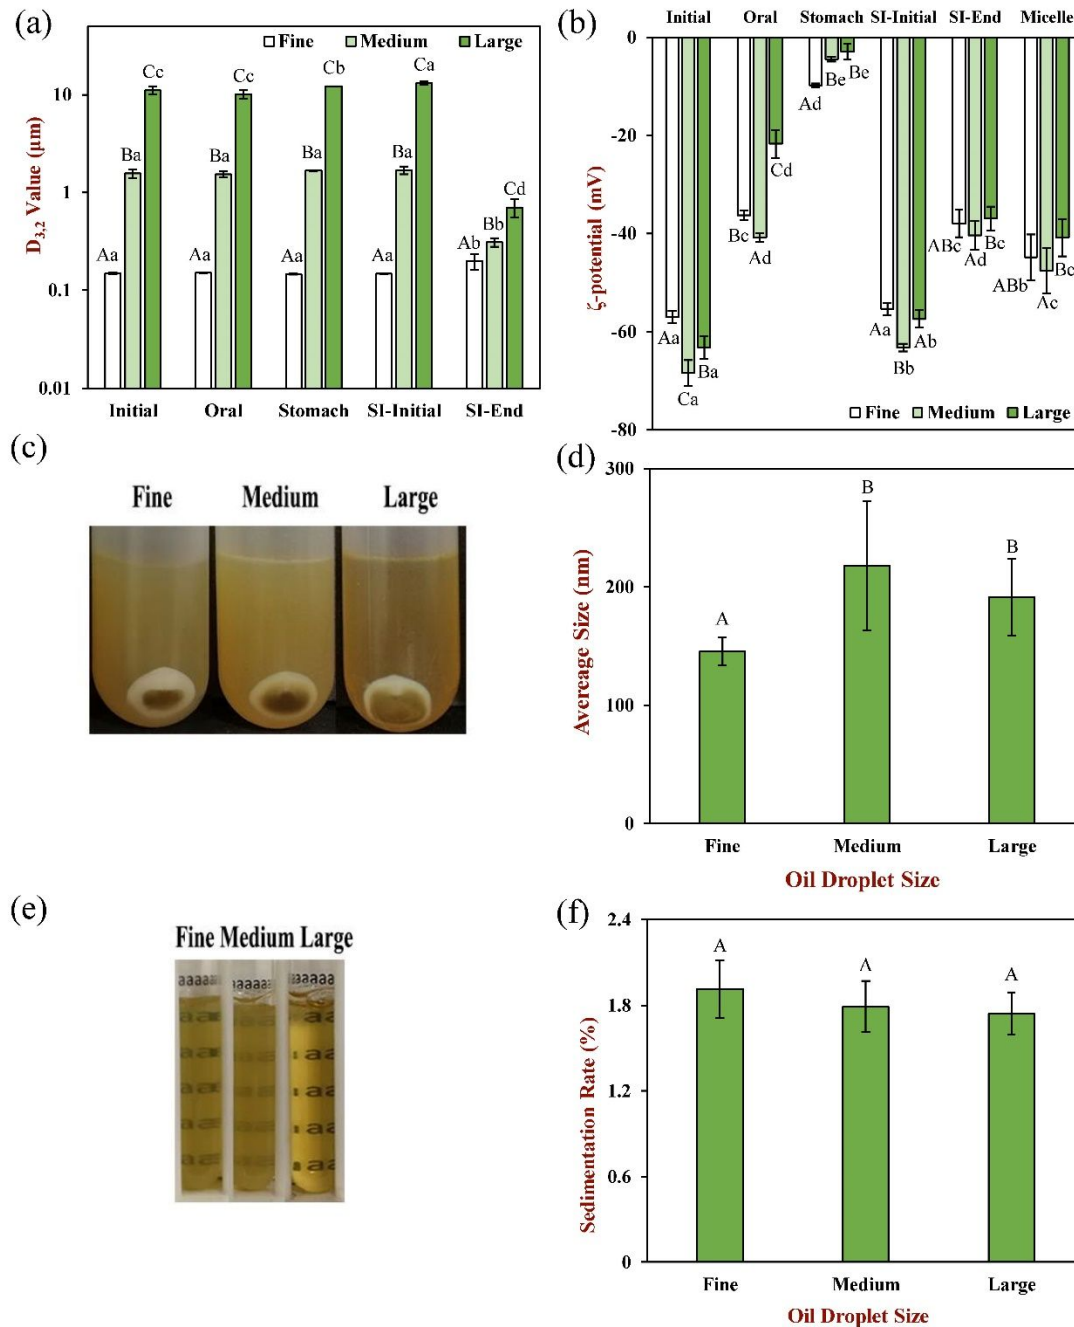 (a)
Fine Medium Large
D3,2 Value (µm)
10
1
0.1
0.01
Aa Ba Cc
Aa Ba Cc
Aa Ba Cb
Aa Ba Ca
Ab Bb Cd
Initial Oral Stomach SI-Initial SI-End
(b)
Initial Oral Stomach SI-Initial SI-End Micelle
ζ-potential (mV)
0
-20
-40
-60
-80
Aa Ca Ba
Bc Ad Cd
Ad Be Be
Aa Bb Ab
ABc Ad Bc
ABb Ac Bc
Fine Medium Large
(c)
Fine Medium Large
(d)
Avereage Size (nm)
300
200
100
0
A B B
Fine Medium Large
Oil Droplet Size
(e)
Fine Medium Large
(f)
Sedimentation Rate (%)
2.4
1.8
1.2
0.6
0
A A A
Fine Medium Large
Oil Droplet Size